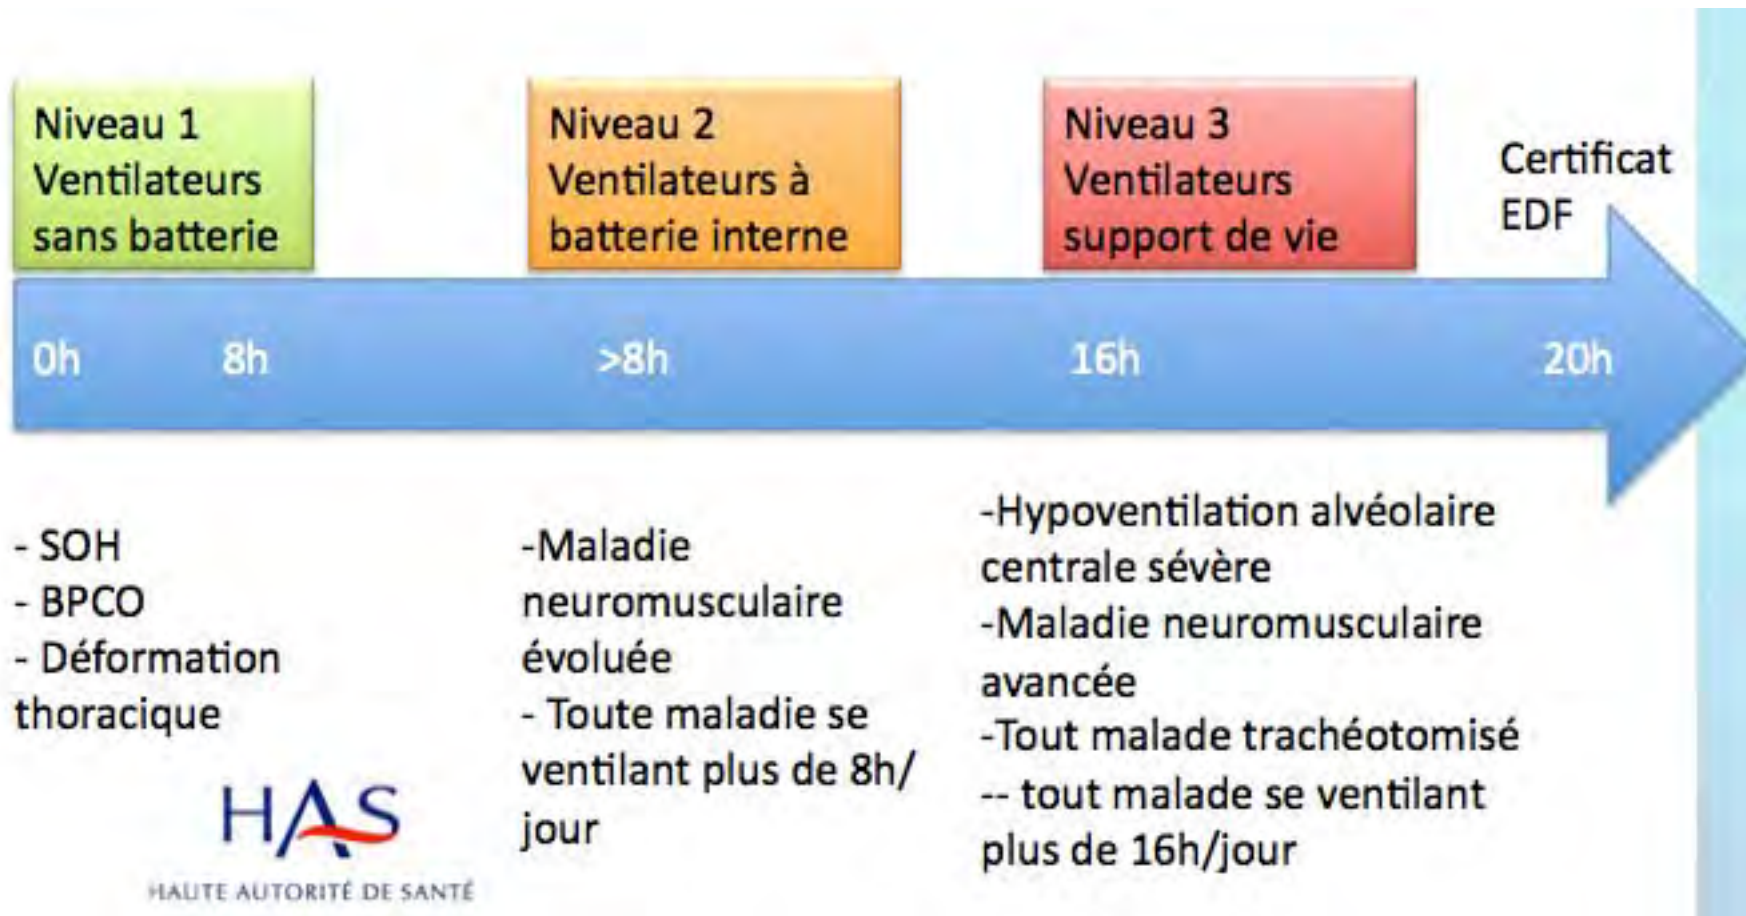 Niveau 1
Ventilateurs
sans batterie
Niveau 2
Ventilateurs à
batterie interne
Niveau 3
Ventilateurs
support de vie
Certificat
EDF
0h
8h
>8h
16h
20h
- SOH
- BPCO
- Déformation
thoracique
-Maladie
neuromusculaire
évoluée
- Toute maladie se
ventilant plus de 8h/
jour
-Hypoventilation alvéolaire
centrale sévère
-Maladie neuromusculaire
avancée
-Tout malade trachéotomisé
-- tout malade se ventilant
plus de 16h/jour
HAS
HAUTE AUTORITÉ DE SANTÉ